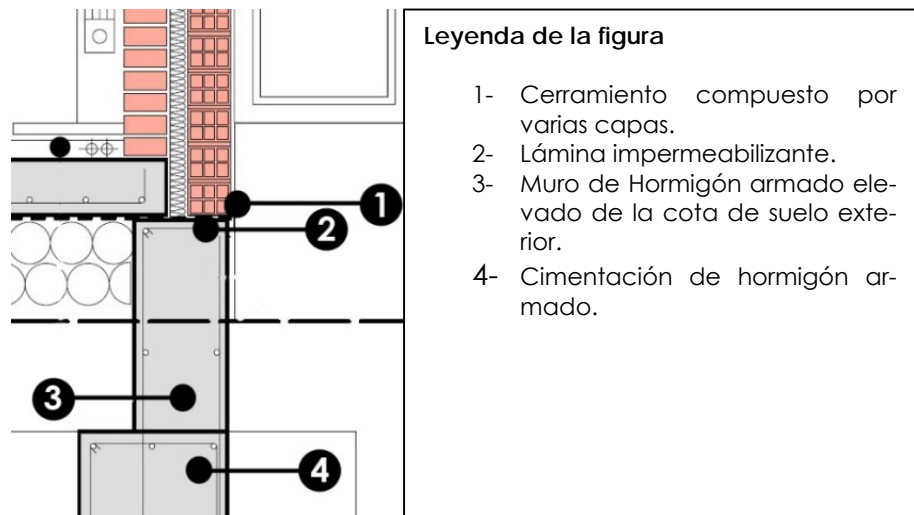 Leyenda de la figura
1- Cerramiento compuesto por
varias capas.
2- Lámina impermeabilizante.
3- Muro de Hormigón armado ele-
vado de la cota de suelo exte-
rior.
4- Cimentación de hormigón ar-
mado.
1
2
3
4